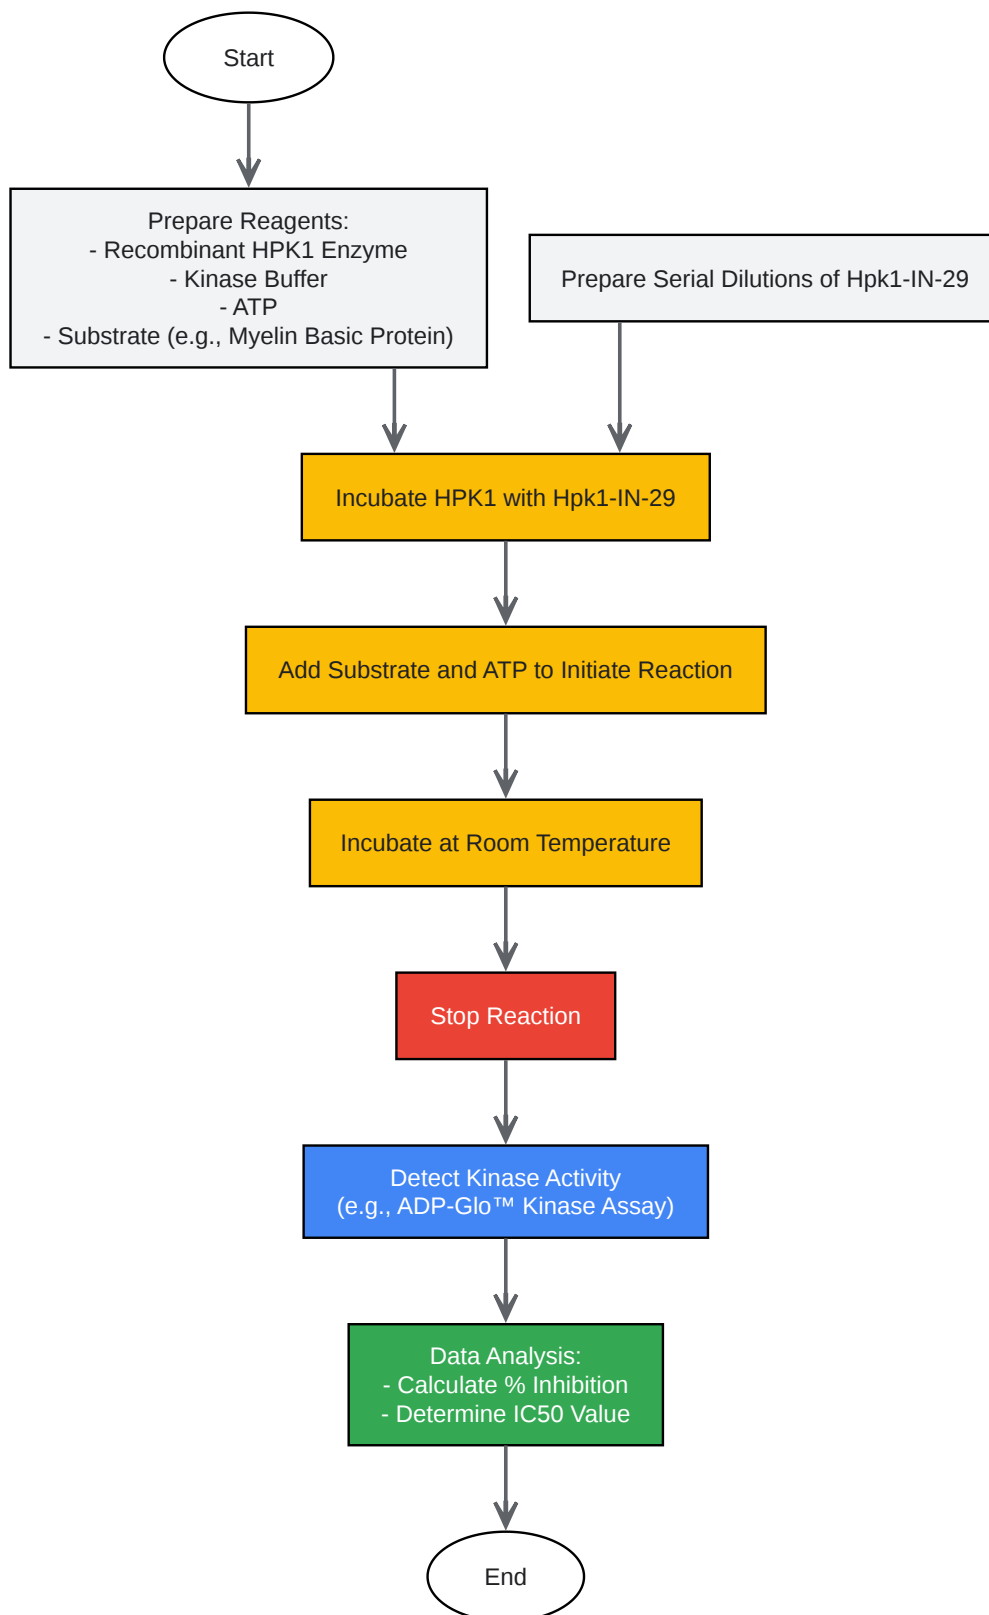 Start
Prepare Reagents:
- Recombinant HPK1 Enzyme
- Kinase Buffer
- ATP
- Substrate (e.g., Myelin Basic Protein)
Prepare Serial Dilutions of Hpk1-IN-29
Incubate HPK1 with Hpk1-IN-29
Add Substrate and ATP to Initiate Reaction
Incubate at Room Temperature
Stop Reaction
Detect Kinase Activity
(e.g., ADP-Glo™ Kinase Assay)
Data Analysis:
- Calculate % Inhibition
- Determine IC50 Value
End